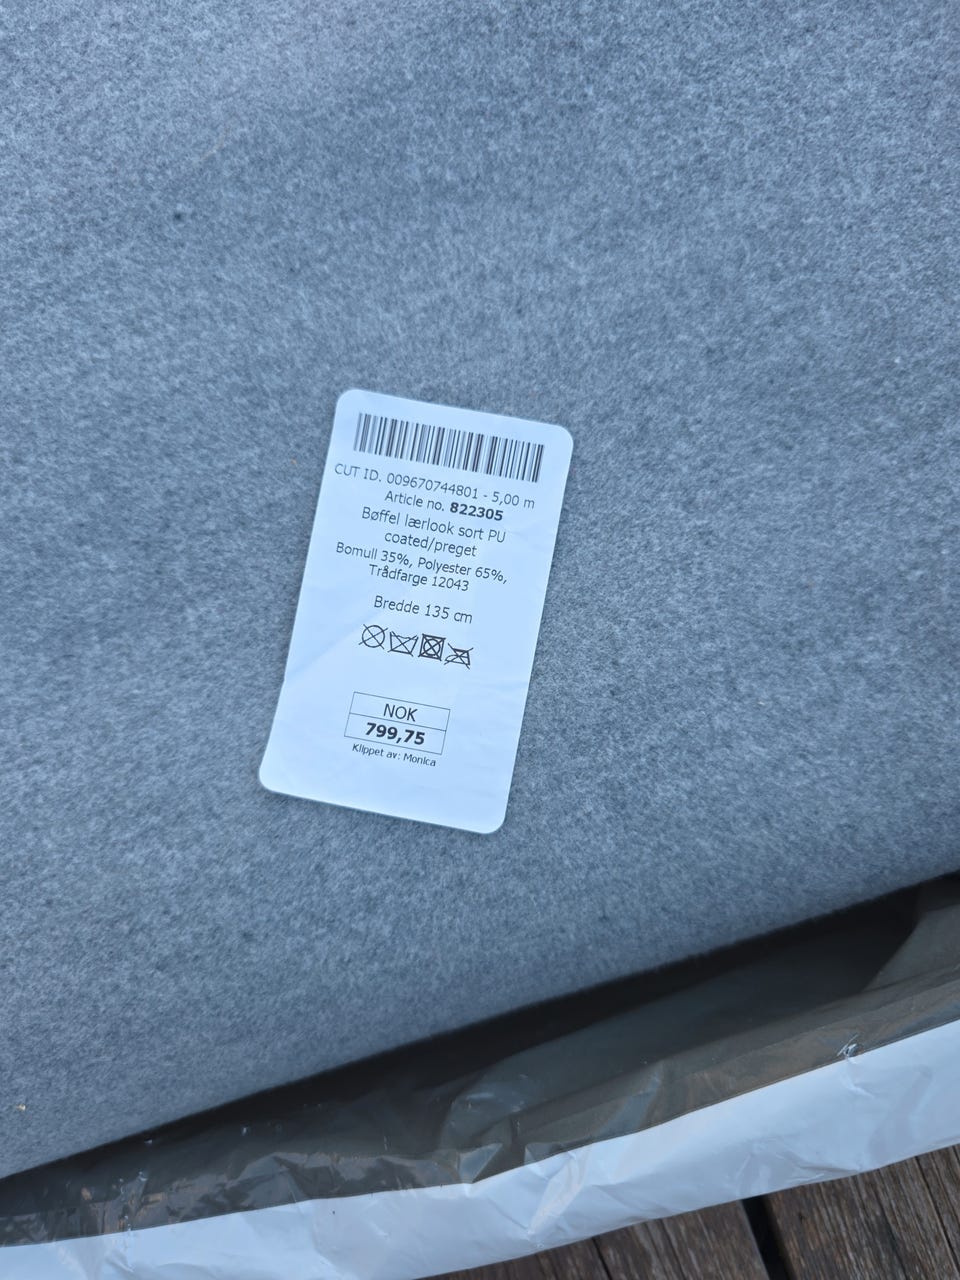 CUT ID. 009670744801 - 5,00 m
Article no. 822305
Bøffel lærlook sort PU
coated/preget
Bomull 35%, Polyester 65%,
Trådfarge 12043
Bredde 135 cm
NOK
799,75
Klippet av: Monica